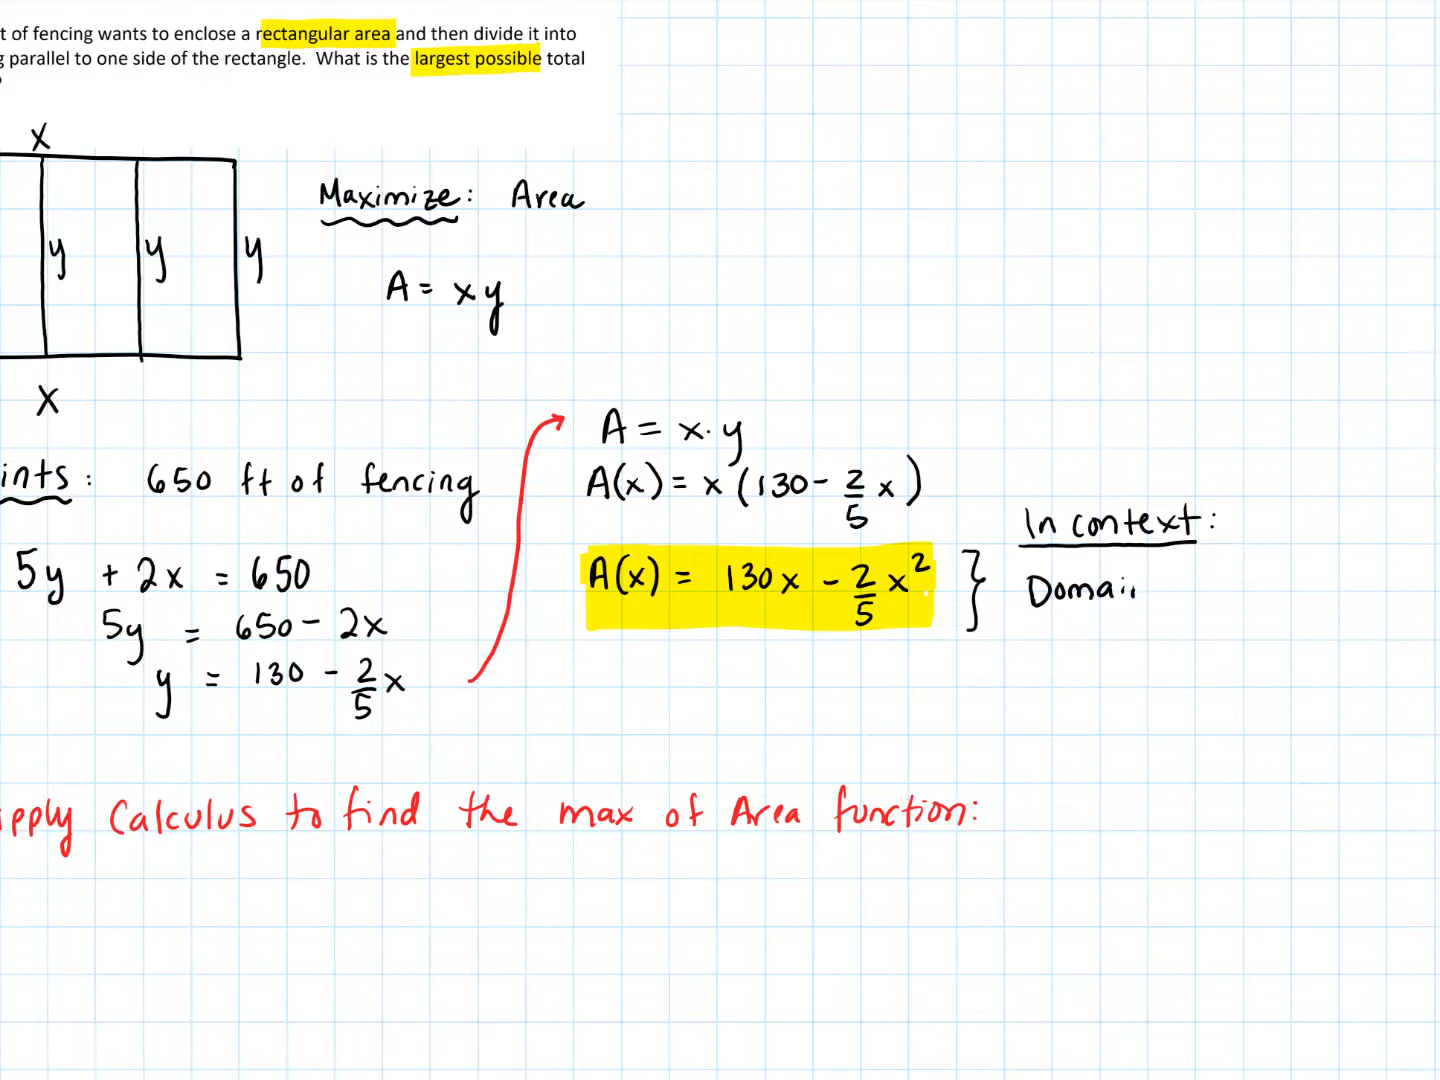 t of fencing wants to enclose a rectangular area and then divide it into
g parallel to one side of the rectangle. What is the largest possible total
?
x
Maximize: Area
y y y
A = xy
x
A = x·y
ints: 650 ft of fencing
A(x) = x(130 - 2/5 x)
In context:
5y + 2x = 650
A(x) = 130x - 2/5 x²
Domai
5y = 650 - 2x
y = 130 - 2/5 x
pply Calculus to find the max of Area function: